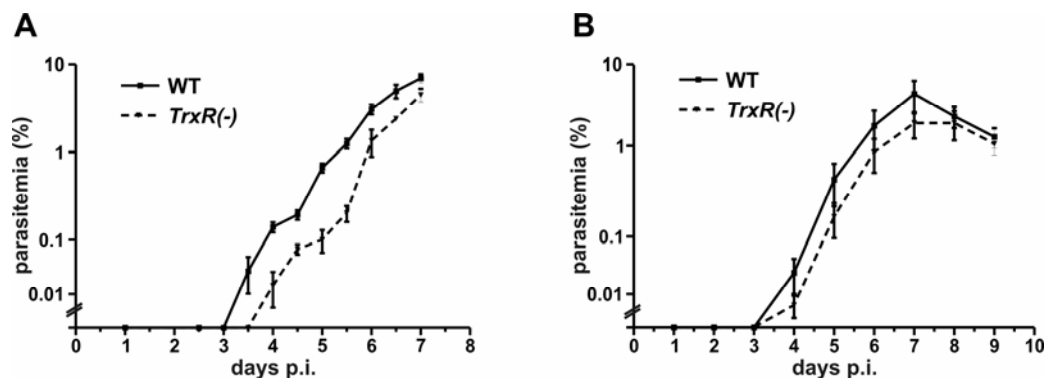 A
10
1
0.1
0.01
parasitemia (%)
WT
TrxR(-)
0 1 2 3 4 5 6 7 8
days p.i.
B
10
1
0.1
0.01
parasitemia (%)
WT
TrxR(-)
0 1 2 3 4 5 6 7 8 9 10
days p.i.